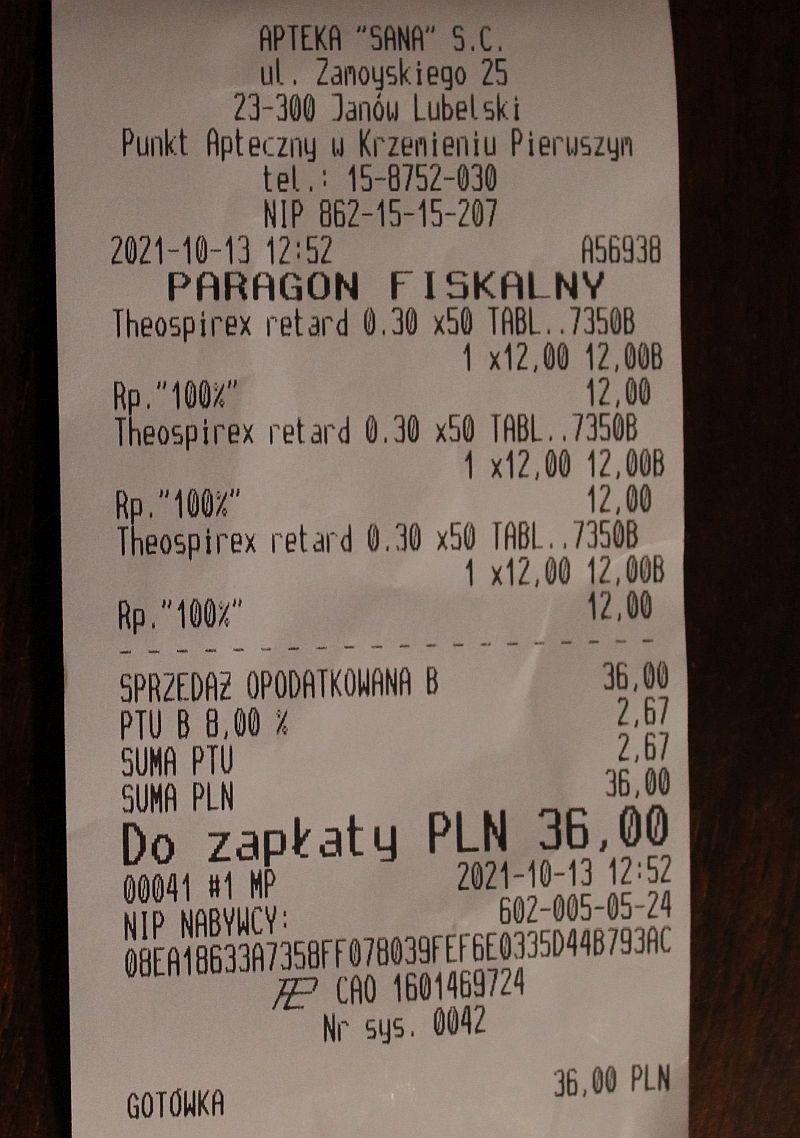 APTEKA "SANA" S.C.
ul. Zamoyskiego 25
23-300 Janów Lubelski
Punkt Apteczny w Krzemieniu Pierwszym
tel.: 15-8752-030
NIP 862-15-15-207
2021-10-13 12:52 A56938
PARAGON FISKALNY
Theospirex retard 0.30 x50 TABL..7350B
1 x12,00 12,00B
Rp."100%" 12,00
Theospirex retard 0.30 x50 TABL..7350B
1 x12,00 12,00B
Rp."100%" 12,00
Theospirex retard 0.30 x50 TABL..7350B
1 x12,00 12,00B
Rp."100%" 12,00
SPRZEDAŻ OPODATKOWANA B 36,00
PTU B 8,00 % 2,67
SUMA PTU 2,67
SUMA PLN 36,00
Do zapłaty PLN 36,00
00041 #1 MP 2021-10-13 12:52
NIP NABYWCY: 602-005-05-24
08EA18633A7358FF078039FEF6E0335D44B793AC
CAO 1601469724
Nr sys. 0042
GOTÓWKA 36,00 PLN